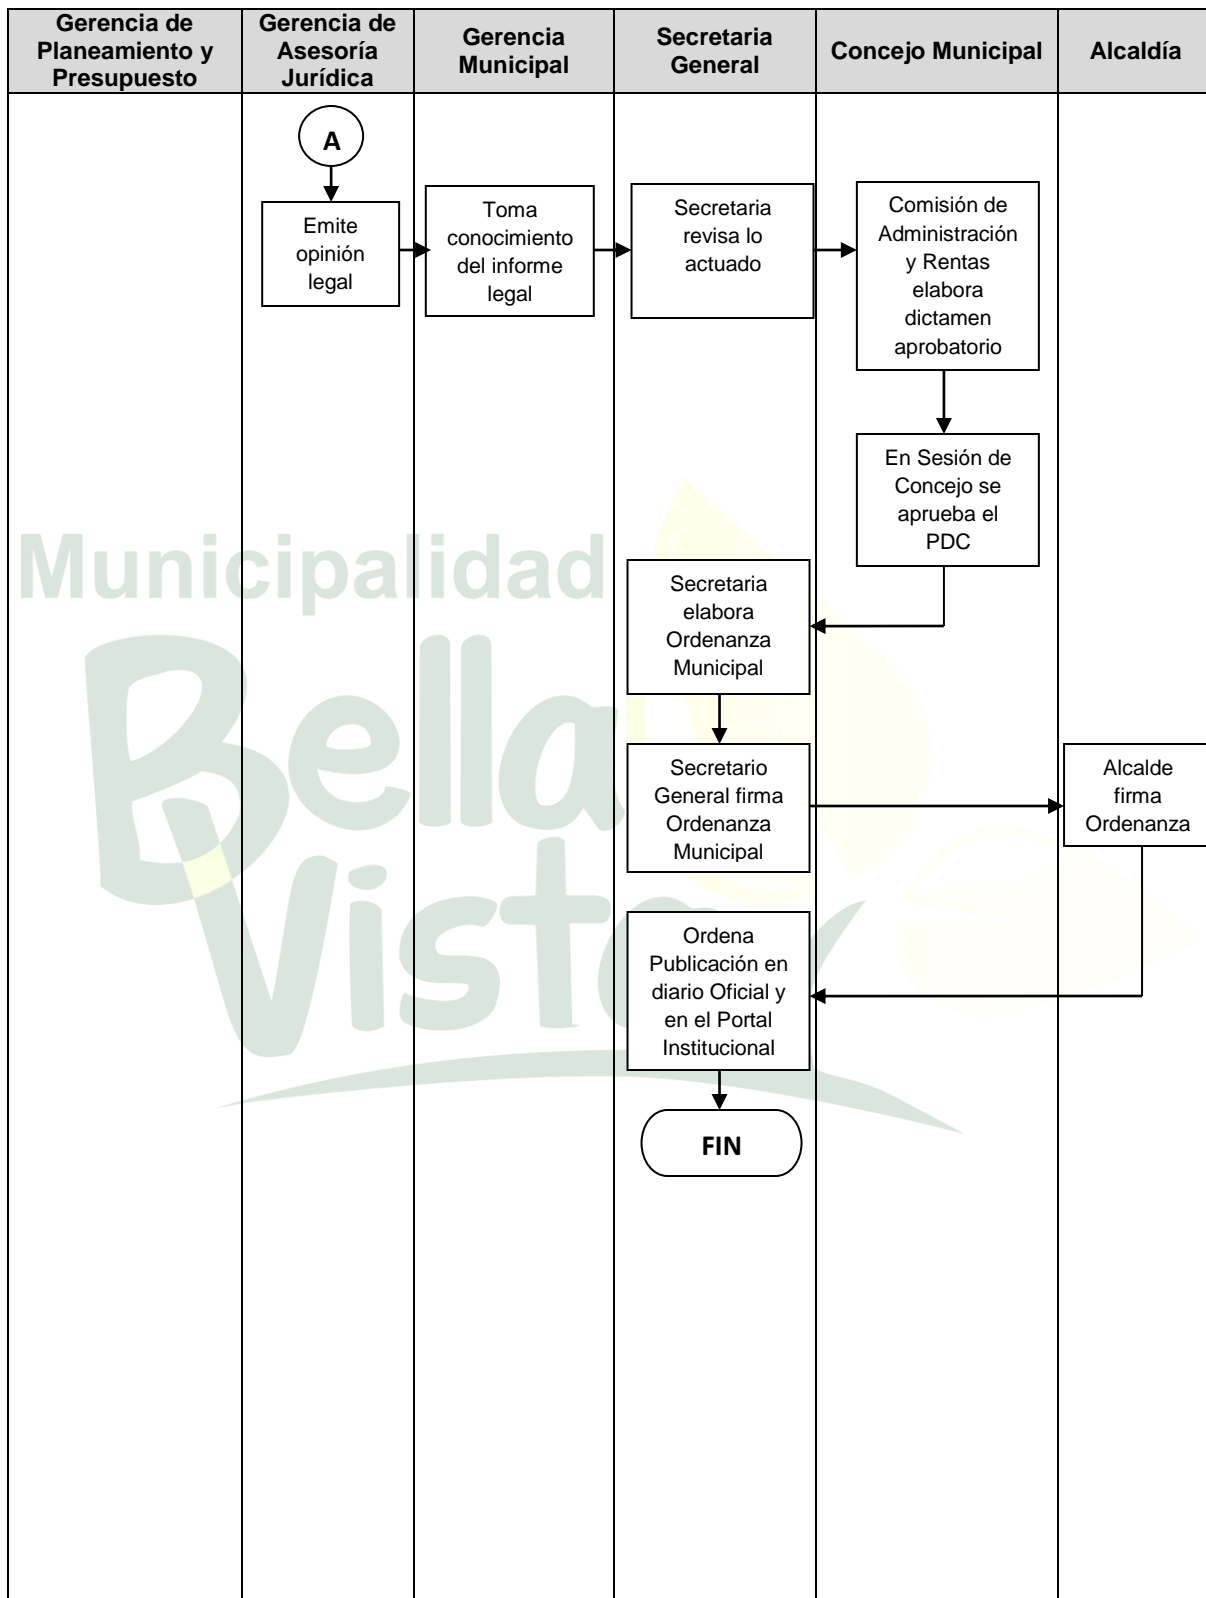 Gerencia de
Planeamiento y
Presupuesto
Gerencia de
Asesoría
Jurídica
Gerencia
Municipal
Secretaria
General
Concejo Municipal
Alcaldía
A
Emite
opinión
legal
Toma
conocimiento
del informe
legal
Secretaria
revisa lo
actuado
Comisión de
Administración
y Rentas
elabora
dictamen
aprobatorio
En Sesión de
Concejo se
aprueba el
PDC
Secretaria
elabora
Ordenanza
Municipal
Secretario
General firma
Ordenanza
Municipal
Alcalde
firma
Ordenanza
Ordena
Publicación en
diario Oficial y
en el Portal
Institucional
FIN
Municipalidad
Bella
Vista